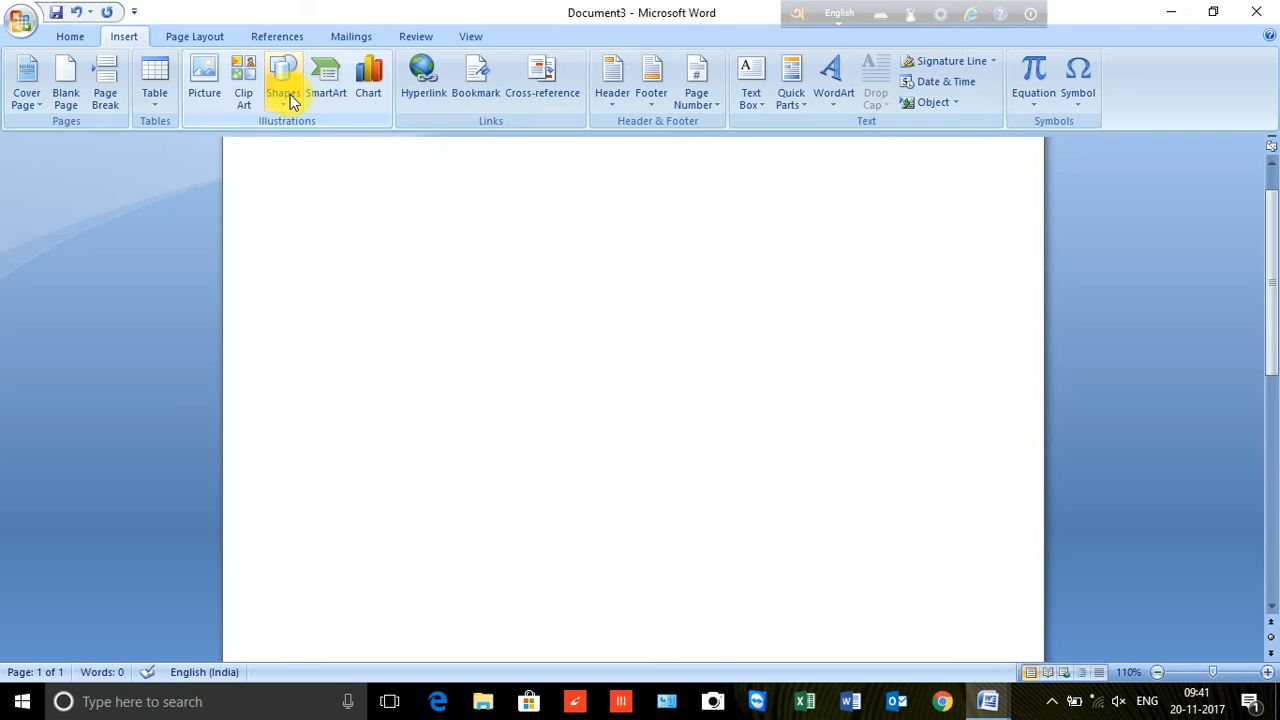 Document3 - Microsoft Word
English
Home
Insert
Page Layout
References
Mailings
Review
View
Cover Page
Blank Page
Page Break
Table
Picture
Clip Art
Shapes
SmartArt
Chart
Hyperlink
Bookmark
Cross-reference
Header
Footer
Page Number
Text Box
Quick Parts
WordArt
Drop Cap
Signature Line
Date & Time
Object
Equation
Symbol
Pages
Tables
Illustrations
Links
Header & Footer
Text
Symbols
Page: 1 of 1
Words: 0
English (India)
110%
Type here to search
ENG
09:41
20-11-2017